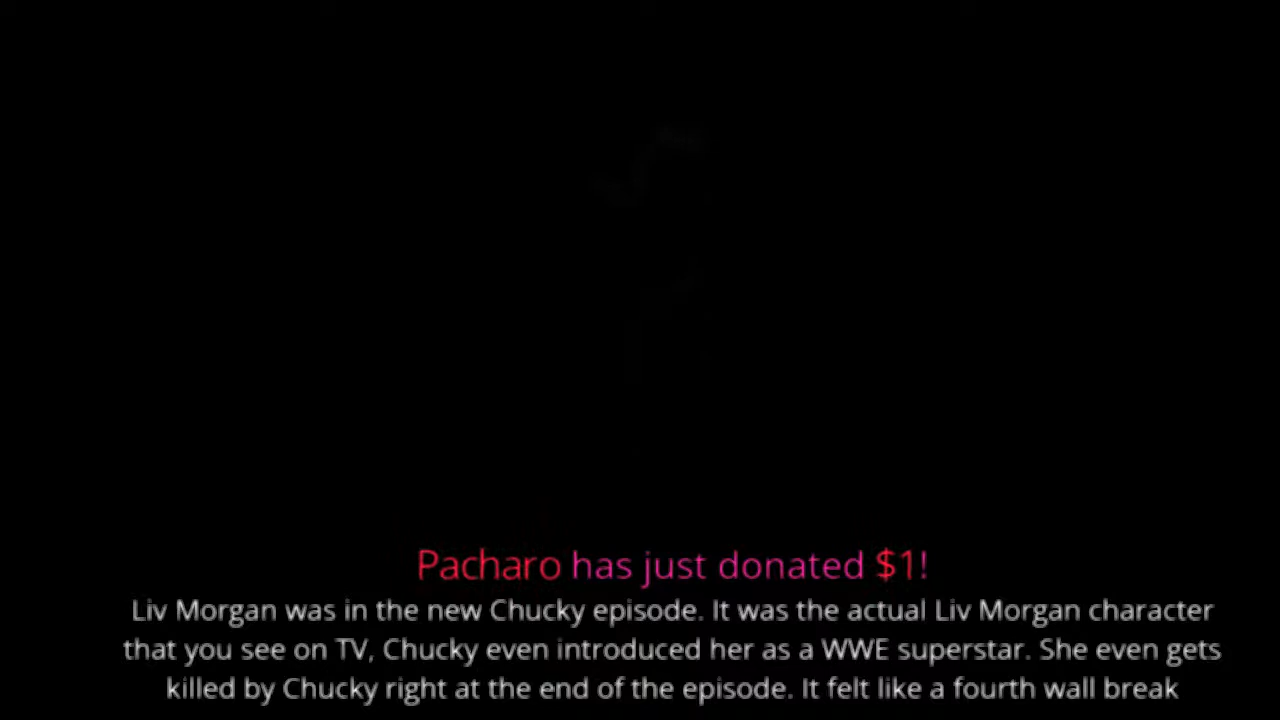 Pacharo has just donated $1!
Liv Morgan was in the new Chucky episode. It was the actual Liv Morgan character
that you see on TV, Chucky even introduced her as a WWE superstar. She even gets
killed by Chucky right at the end of the episode. It felt like a fourth wall break